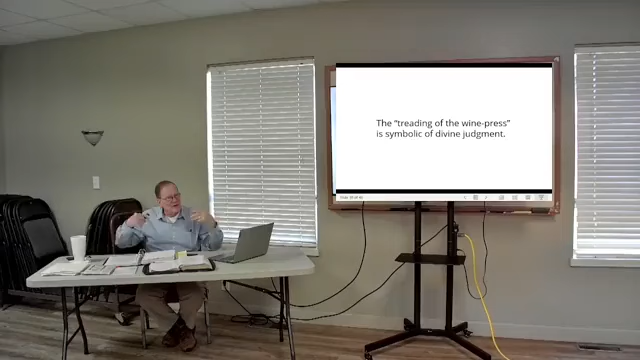 The “treading of the wine-press”
is symbolic of divine judgment.